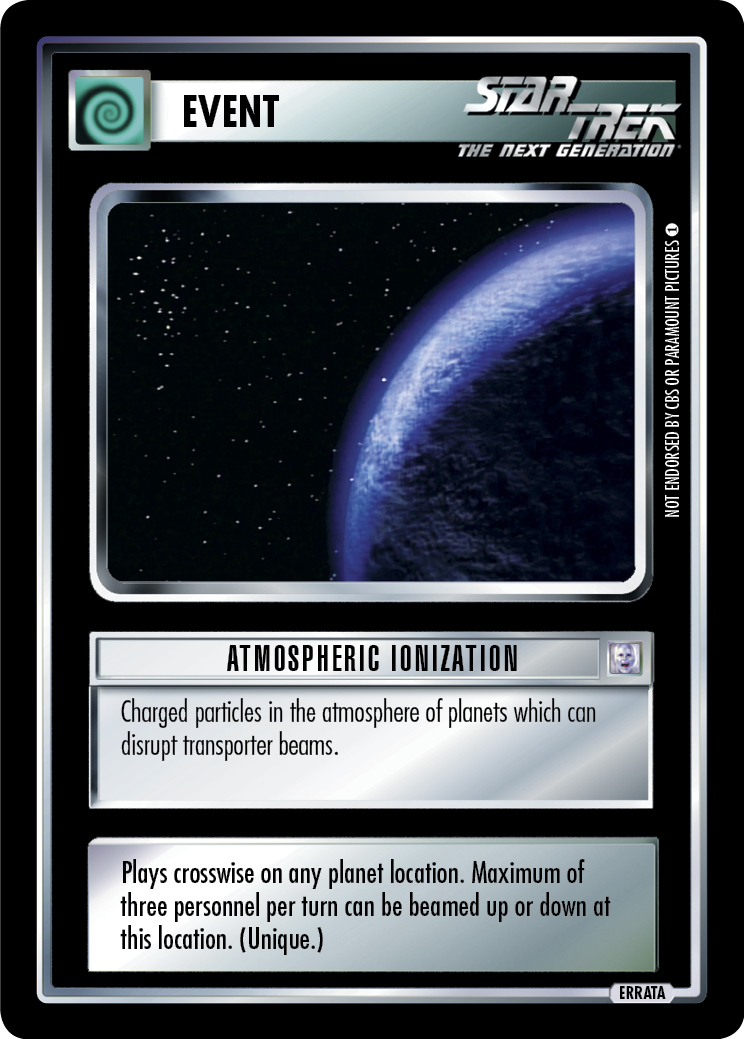 EVENT
STAR TREK
THE NEXT GENERATION
NOT ENDORSED BY CBS OR PARAMOUNT PICTURES 1
ATMOSPHERIC IONIZATION
Charged particles in the atmosphere of planets which can
disrupt transporter beams.
Plays crosswise on any planet location. Maximum of
three personnel per turn can be beamed up or down at
this location. (Unique.)
ERRATA